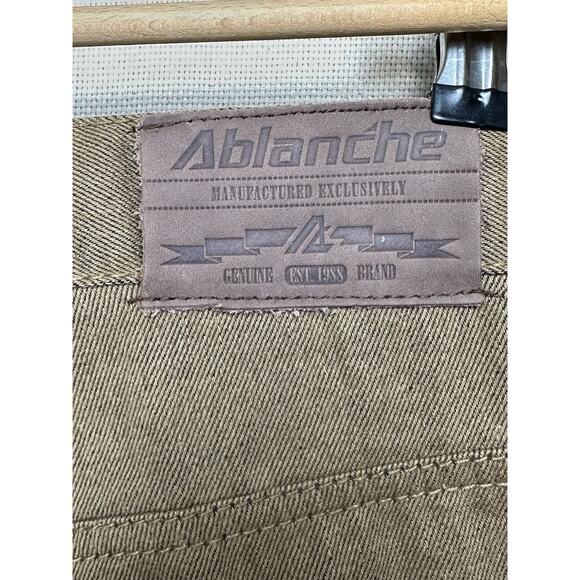 Ablanche
MANUFACTURED EXCLUSIVELY
A
GENUINE EST. 1988 BRAND